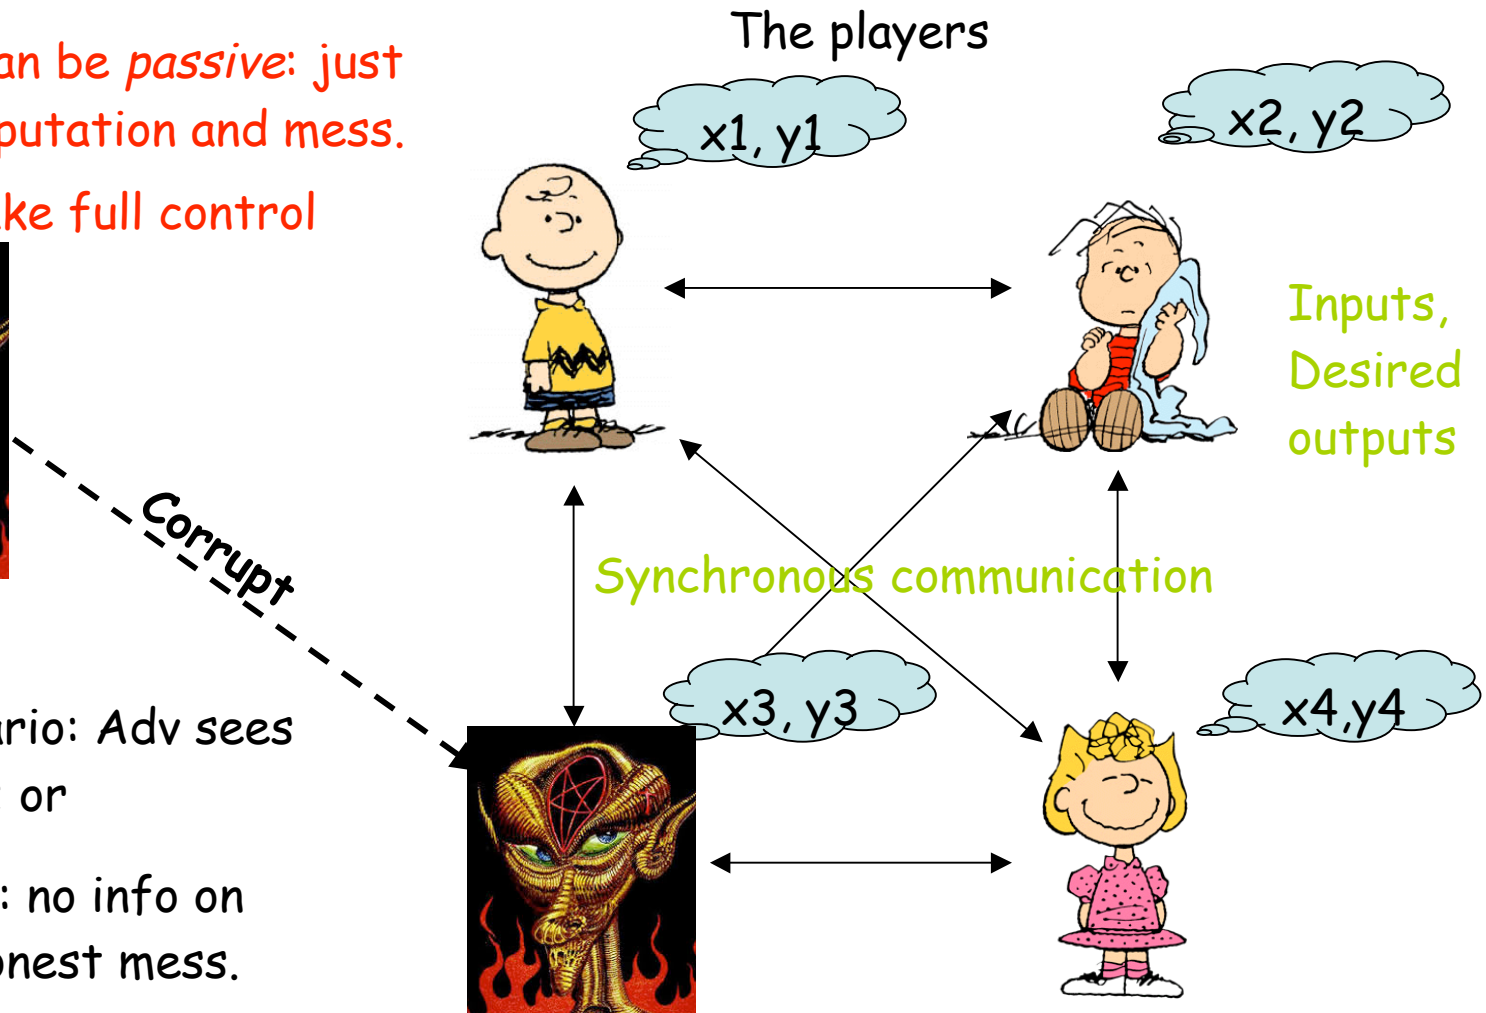 The players
an be passive: just
putation and mess.
ke full control
x1, y1
x2, y2
Inputs,
Desired
outputs
Corrupt
Synchronous communication
x3, y3
x4,y4
rio: Adv sees
or
: no info on
nest mess.